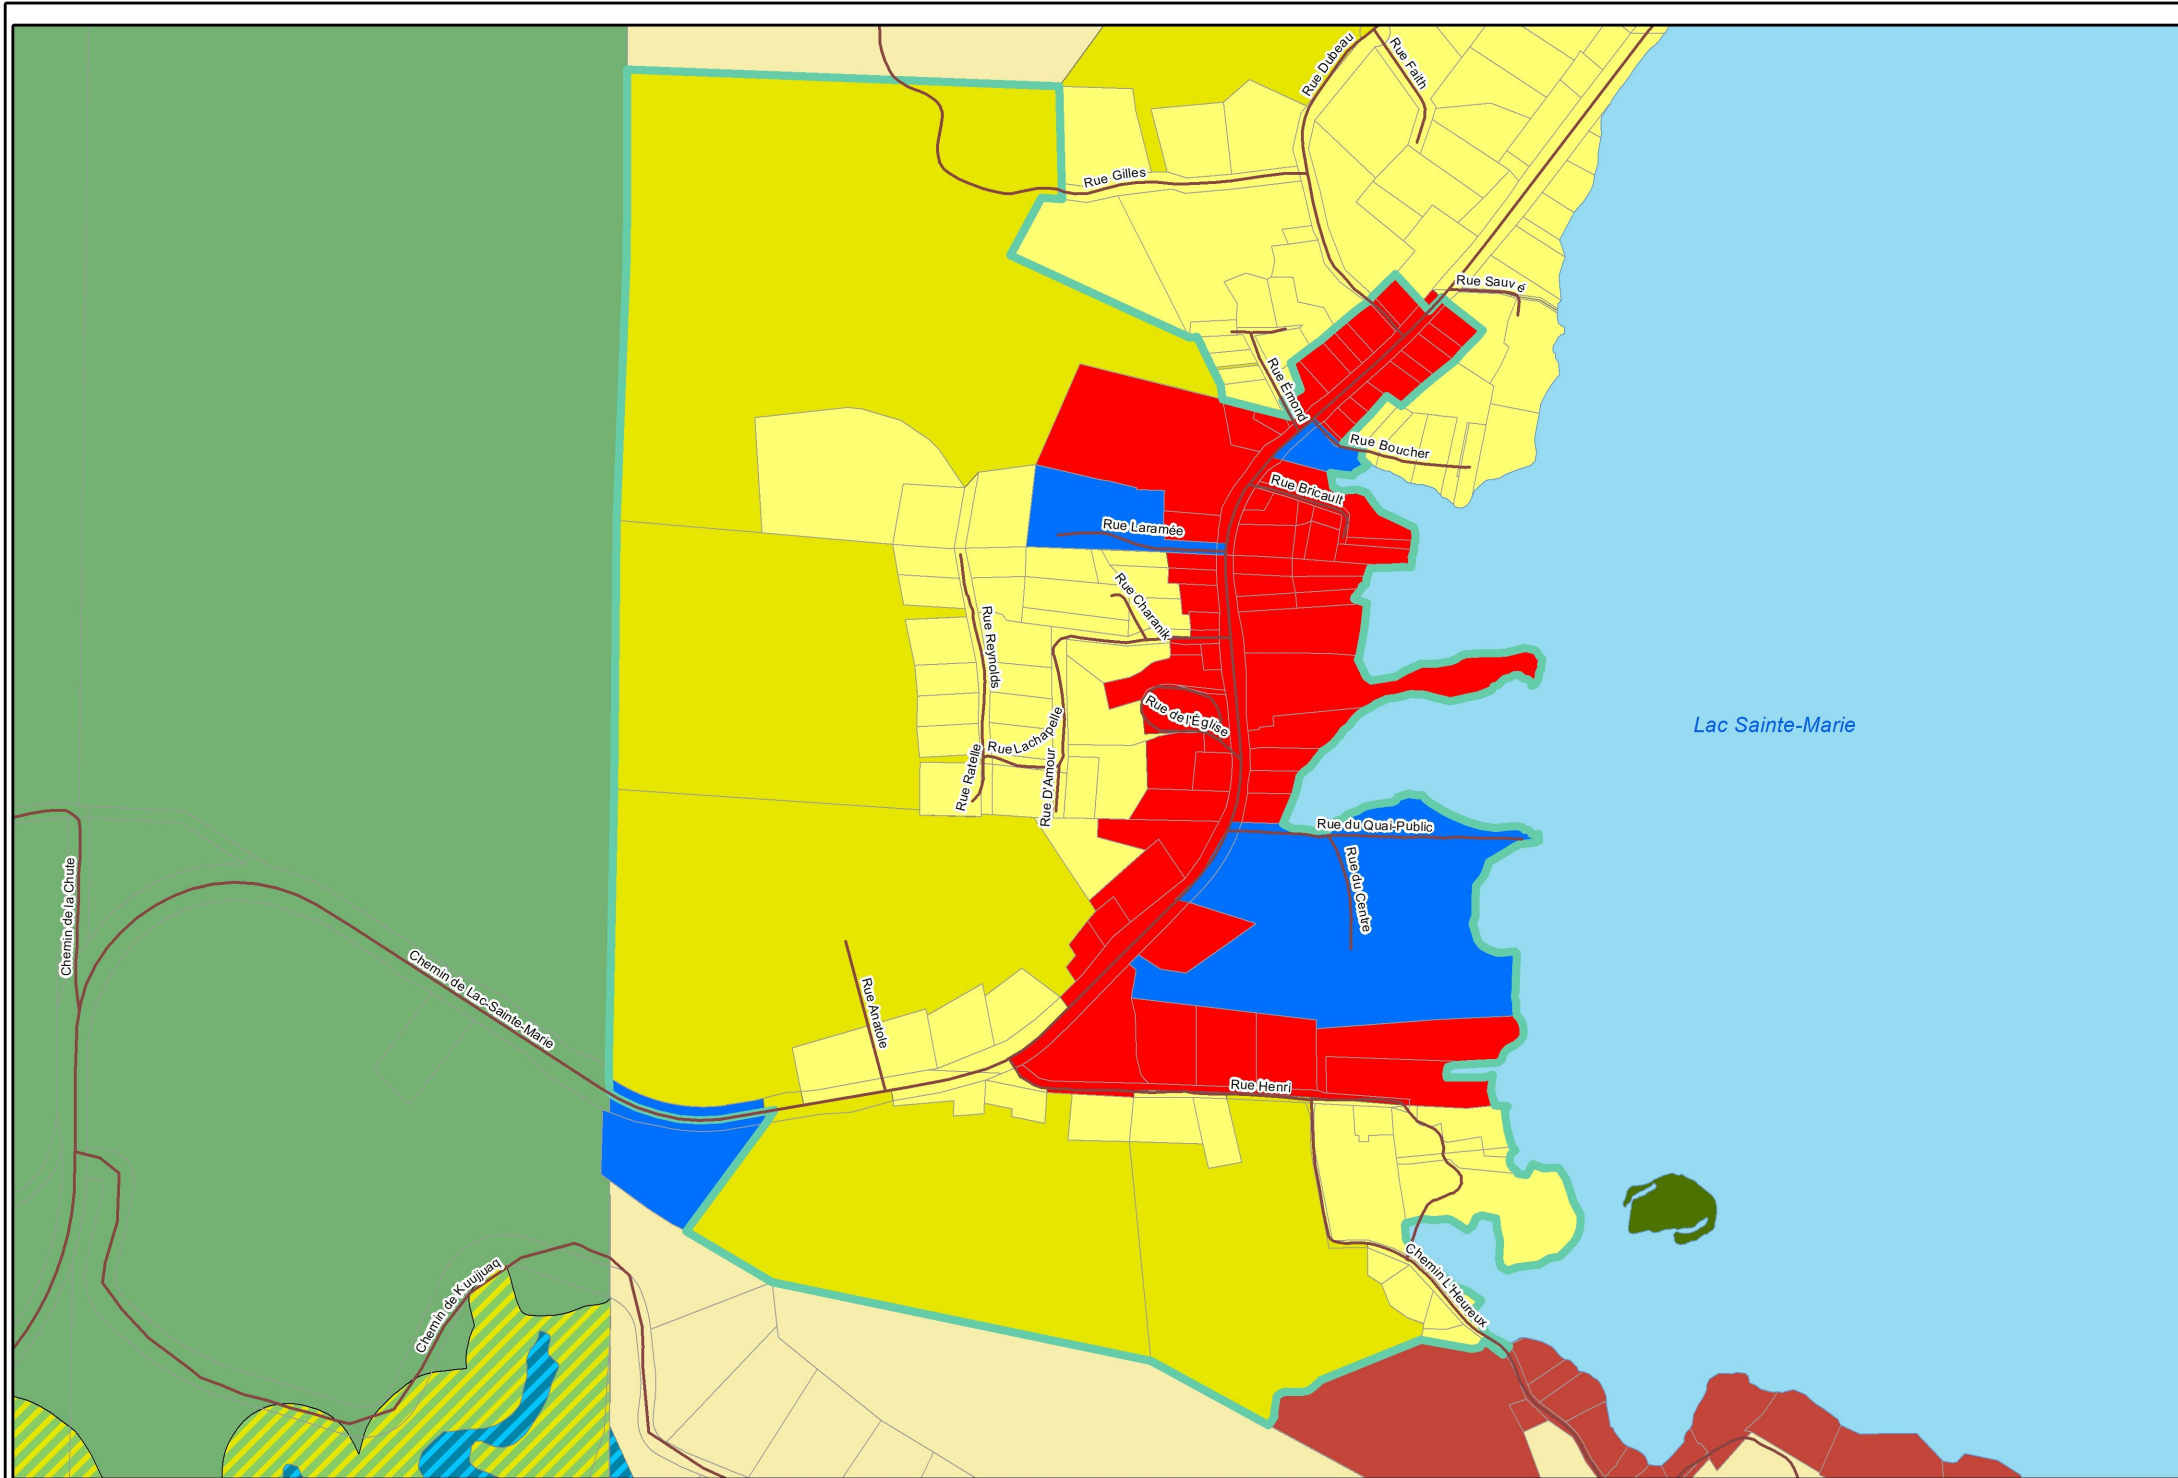 Rue Dubeau
Rue Faith
Rue Gilles
Rue Sauvé
Rue Émond
Rue Boucher
Rue Bricault
Rue Laramée
Rue Charanik
Rue Reynolds
Rue de l'Église
Lac Sainte-Marie
Rue Lachapelle
Rue Ratelle
Rue D'Amour
Rue du Quai-Public
Rue du Centre
Chemin de la Chute
Chemin de Lac-Sainte-Marie
Rue Anatole
Rue Henri
Chemin de Kuujjuaq
Chemin L'Heureux